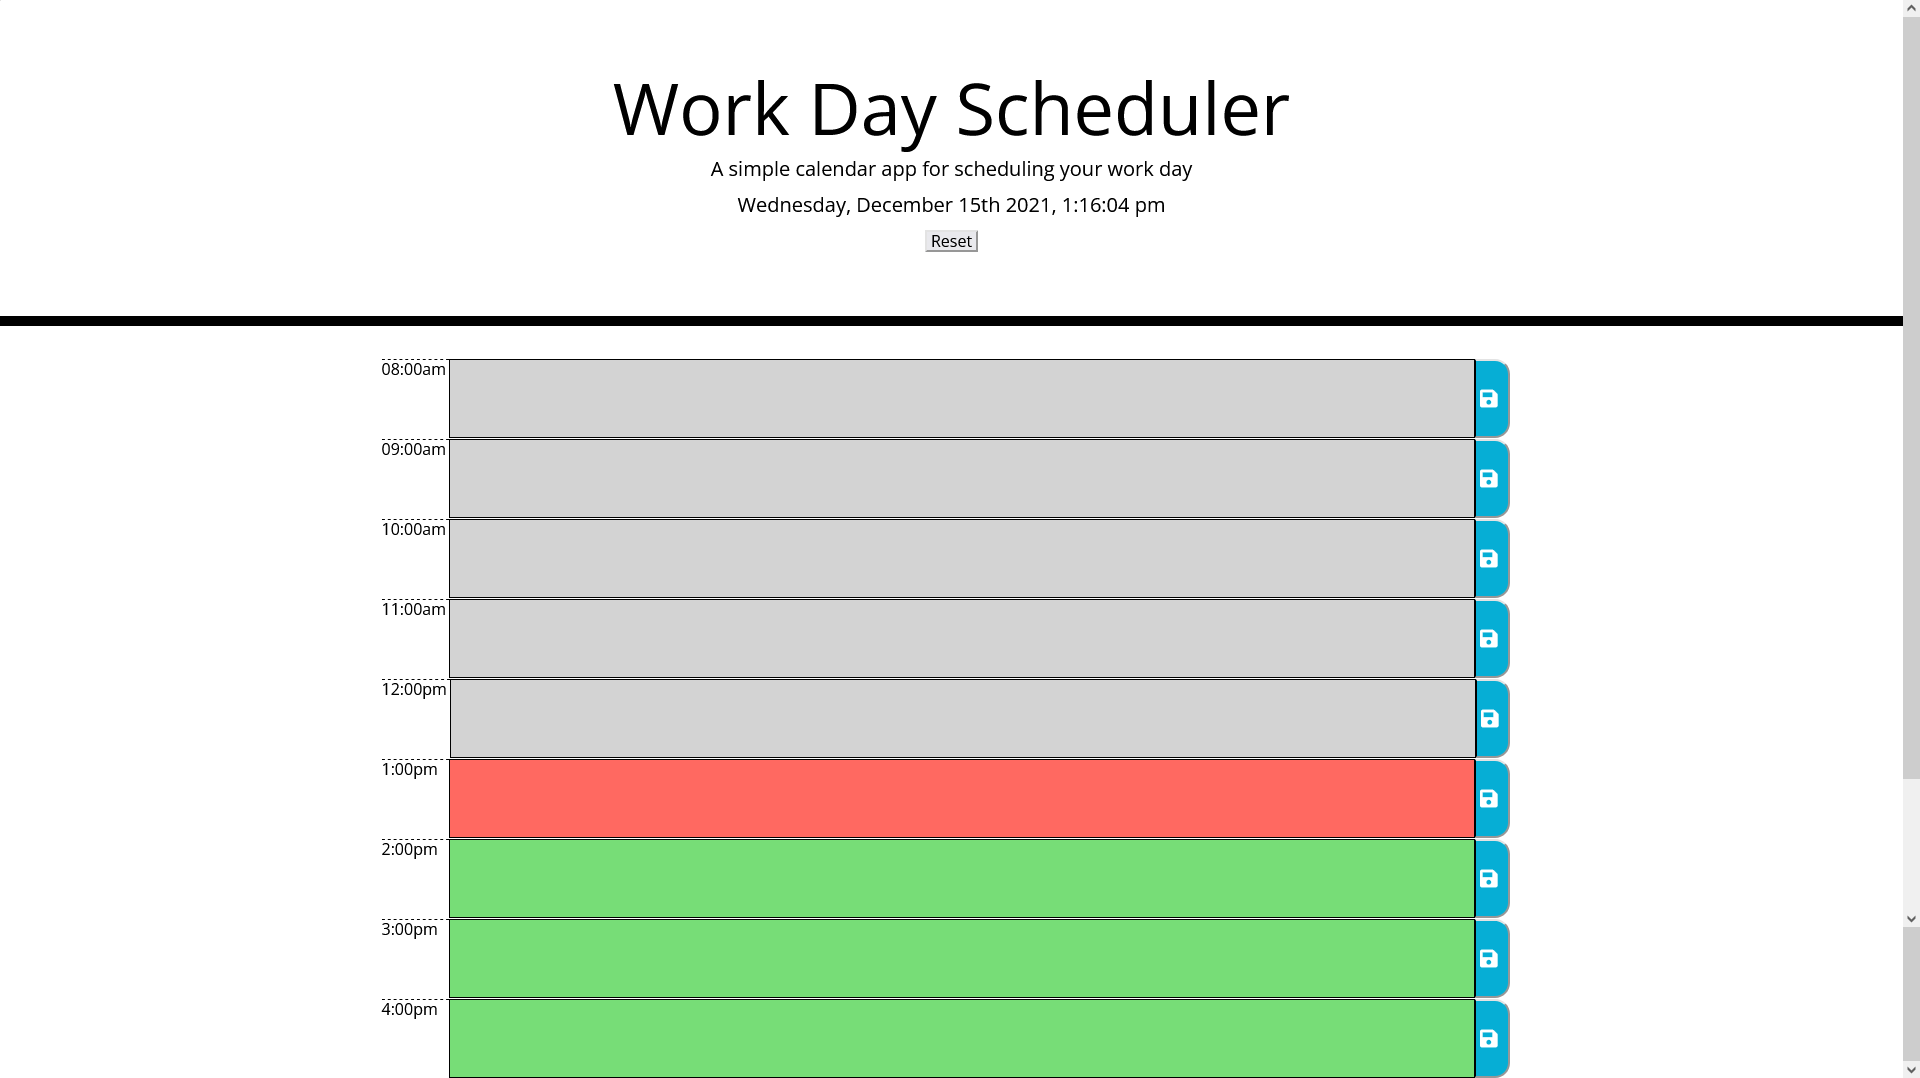 Work Day Scheduler
A simple calendar app for scheduling your work day
Wednesday, December 15th 2021, 1:16:04 pm
Reset
08:00am
09:00am
10:00am
11:00am
12:00pm
1:00pm
2:00pm
3:00pm
4:00pm